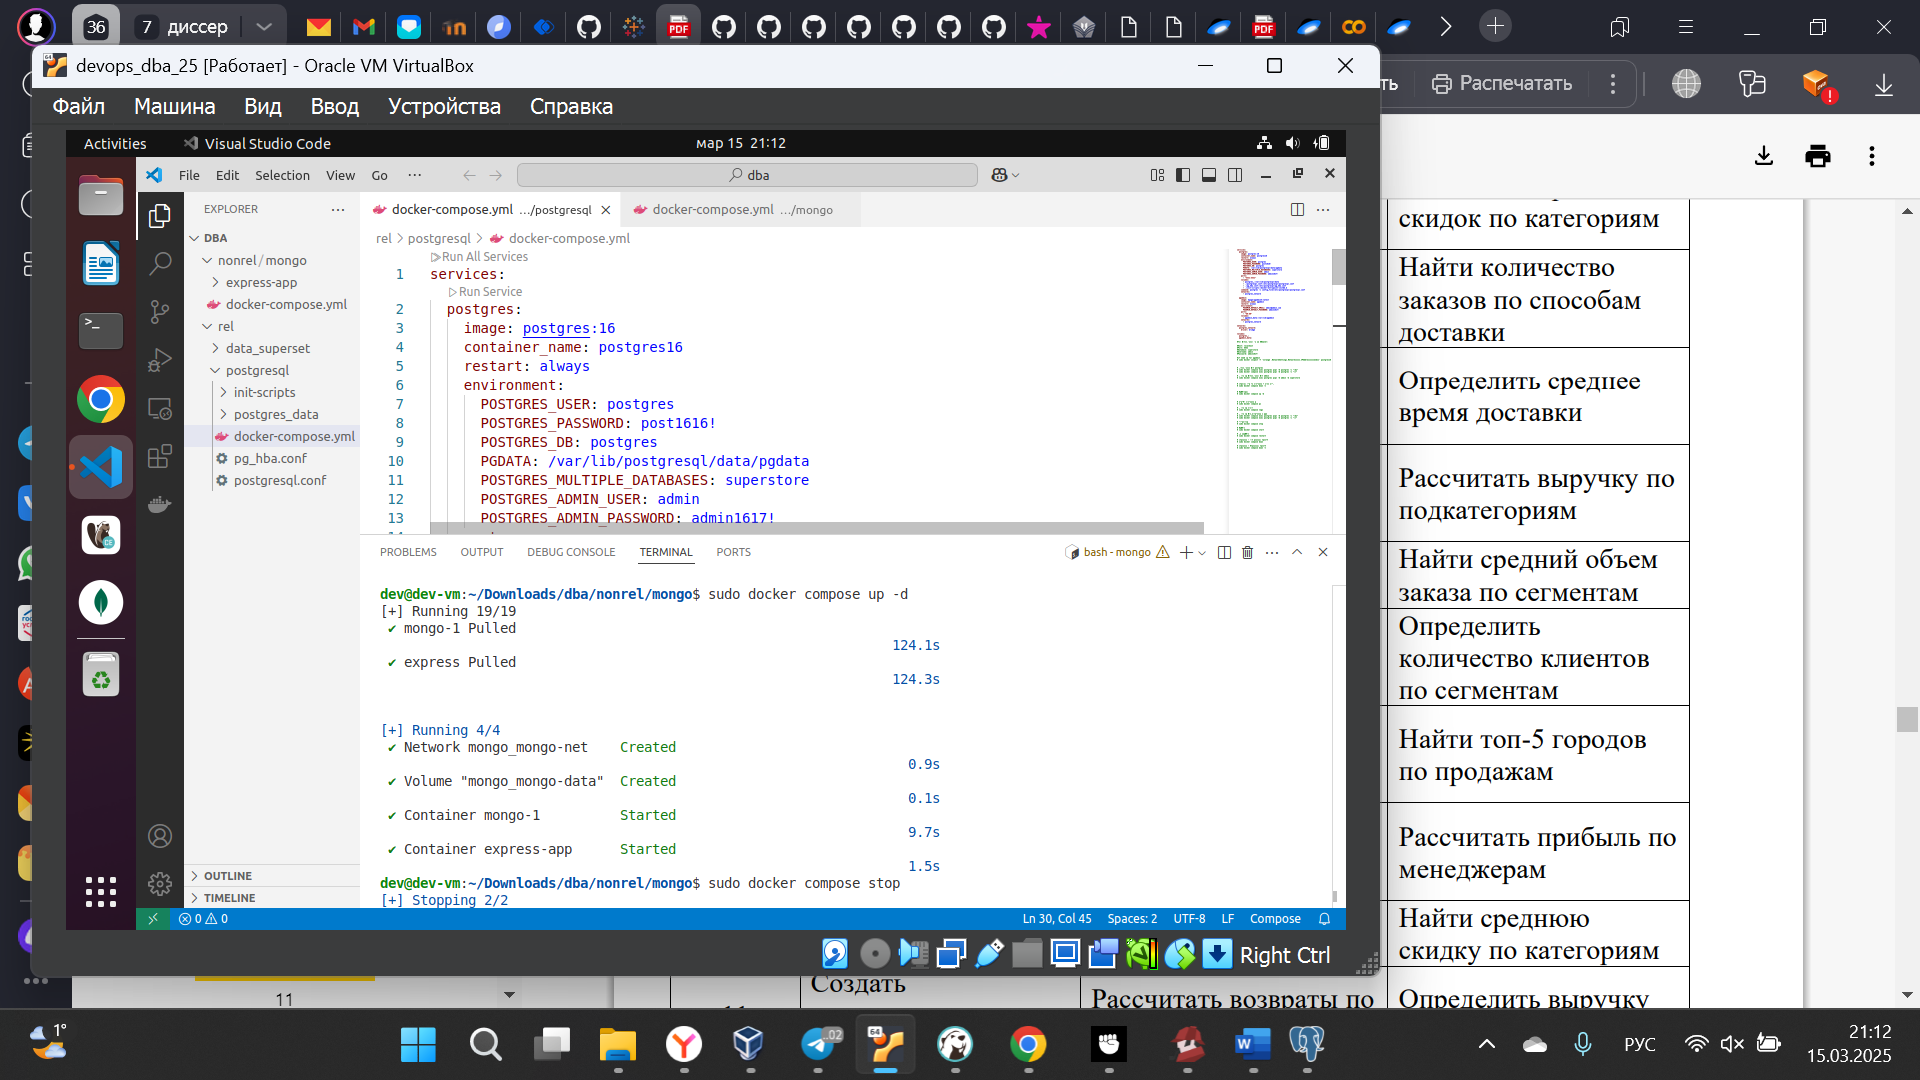 36
7 диссер
devops_dba_25 [Работает] - Oracle VM VirtualBox
Файл Машина Вид Ввод Устройства Справка
Распечатать
Activities Visual Studio Code мар 15 21:12
File Edit Selection View Go ··· dba
EXPLORER
DBA
nonrel / mongo
express-app
docker-compose.yml
rel
data_superset
postgresql
init-scripts
postgres_data
docker-compose.yml
pg_hba.conf
postgresql.conf
OUTLINE
TIMELINE
docker-compose.yml .../postgresql docker-compose.yml .../mongo
rel > postgresql > docker-compose.yml
Run All Services
1 services:
Run Service
2 postgres:
3 image: postgres:16
4 container_name: postgres16
5 restart: always
6 environment:
7 POSTGRES_USER: postgres
8 POSTGRES_PASSWORD: post1616!
9 POSTGRES_DB: postgres
10 PGDATA: /var/lib/postgresql/data/pgdata
11 POSTGRES_MULTIPLE_DATABASES: superstore
12 POSTGRES_ADMIN_USER: admin
13 POSTGRES_ADMIN_PASSWORD: admin1617!
PROBLEMS OUTPUT DEBUG CONSOLE TERMINAL PORTS bash - mongo
dev@dev-vm:~/Downloads/dba/nonrel/mongo$ sudo docker compose up -d
[+] Running 19/19
✔ mongo-1 Pulled
124.1s
✔ express Pulled
124.3s
[+] Running 4/4
✔ Network mongo_mongo-net Created
0.9s
✔ Volume "mongo_mongo-data" Created
0.1s
✔ Container mongo-1 Started
9.7s
✔ Container express-app Started
1.5s
dev@dev-vm:~/Downloads/dba/nonrel/mongo$ sudo docker compose stop
[+] Stopping 2/2
0 0 Ln 30, Col 45 Spaces: 2 UTF-8 LF Compose
Right Ctrl
скидок по категориям
Найти количество
заказов по способам
доставки
Определить среднее
время доставки
Рассчитать выручку по
подкатегориям
Найти средний объем
заказа по сегментам
Определить
количество клиентов
по сегментам
Найти топ-5 городов
по продажам
Рассчитать прибыль по
менеджерам
Найти среднюю
скидку по категориям
11
Создать
Рассчитать возвраты по
Определить выручку
1°
02
РУС
21:12
15.03.2025